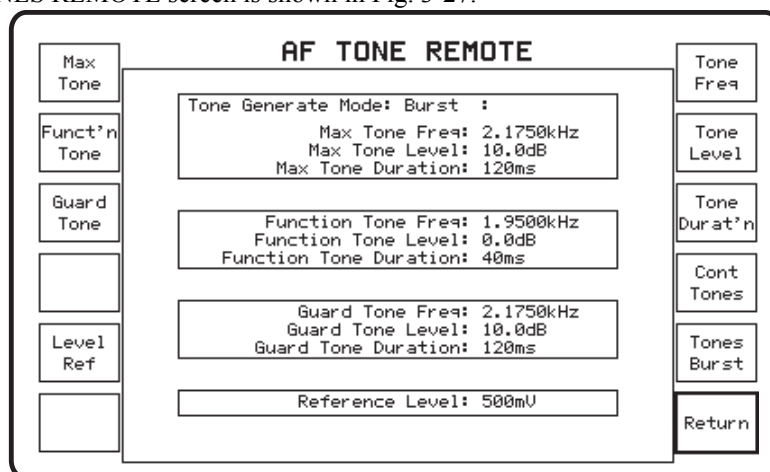 NES REMOTE screen is shown in Fig. 3-27.
AF TONE REMOTE
Max
Tone
Funct'n
Tone
Guard
Tone
Level
Ref
Tone Generate Mode: Burst :
Max Tone Freq: 2.1750kHz
Max Tone Level: 10.0dB
Max Tone Duration: 120ms
Function Tone Freq: 1.9500kHz
Function Tone Level: 0.0dB
Function Tone Duration: 40ms
Guard Tone Freq: 2.1750kHz
Guard Tone Level: 10.0dB
Guard Tone Duration: 120ms
Reference Level: 500mV
Tone
Freq
Tone
Level
Tone
Durat'n
Cont
Tones
Tones
Burst
Return